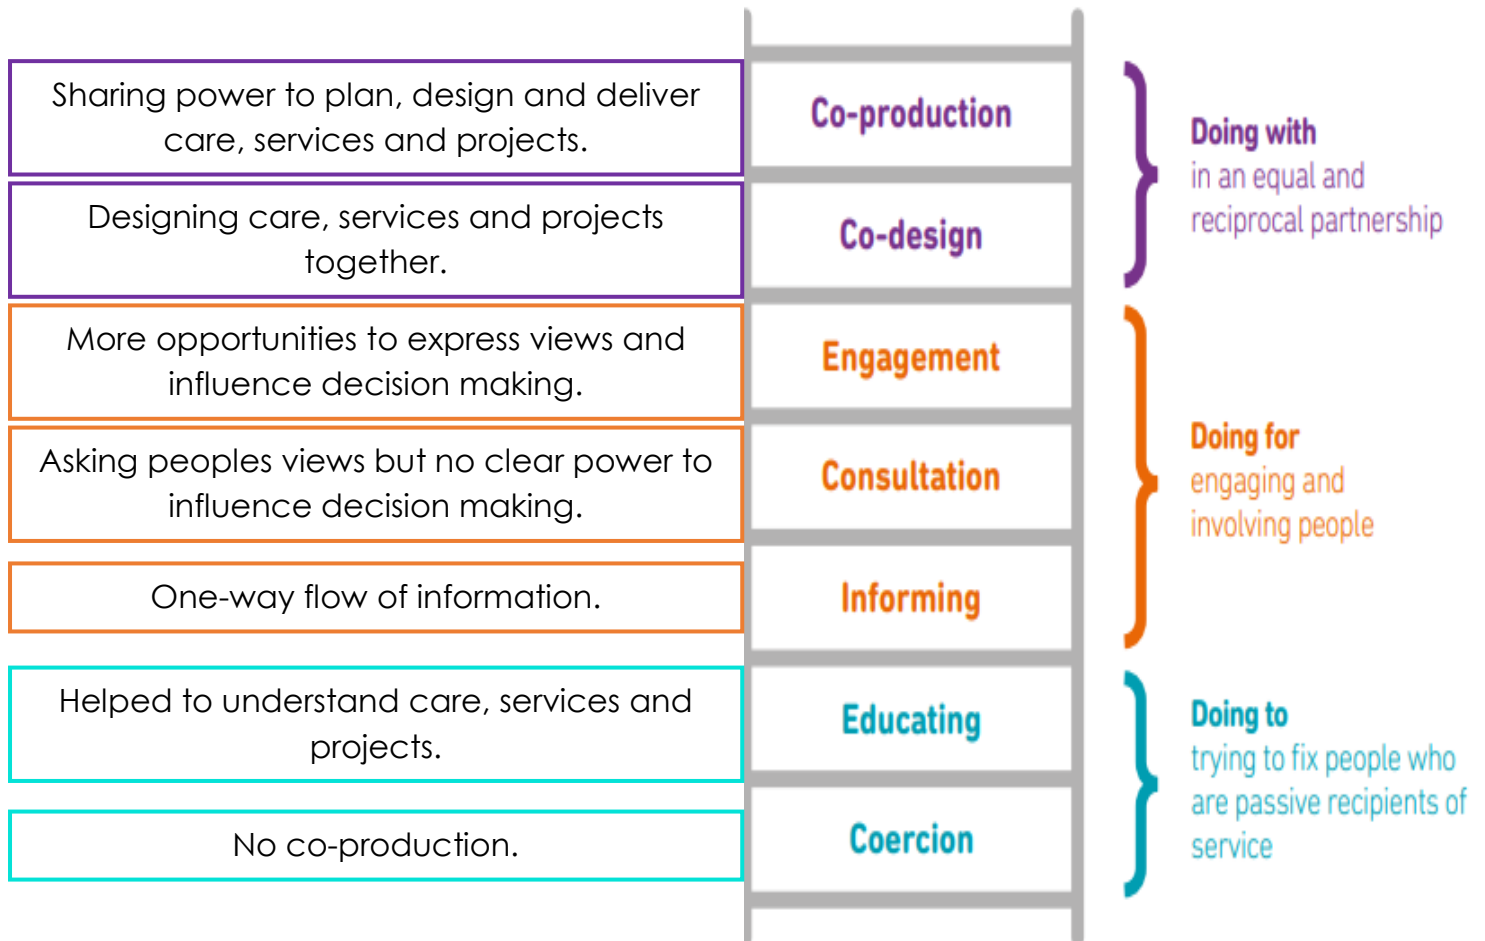 Sharing power to plan, design and deliver
care, services and projects.
Co-production
Designing care, services and projects
together.
Co-design
Doing with
in an equal and
reciprocal partnership
More opportunities to express views and
influence decision making.
Engagement
Asking peoples views but no clear power to
influence decision making.
Consultation
One-way flow of information.
Informing
Doing for
engaging and
involving people
Helped to understand care, services and
projects.
Educating
No co-production.
Coercion
Doing to
trying to fix people who
are passive recipients of
service